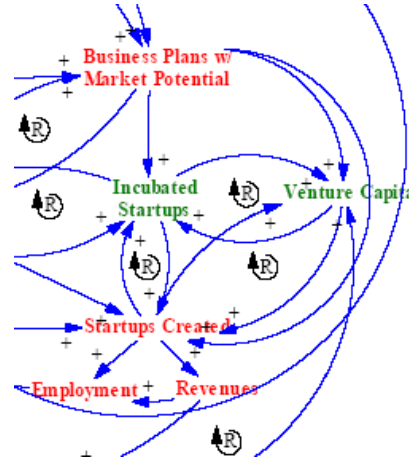 Business Plans w/
Market Potential
R
R
Incubated
Startups
R
Venture Capita
R
R
Startups Created
Employment
Revenues
R